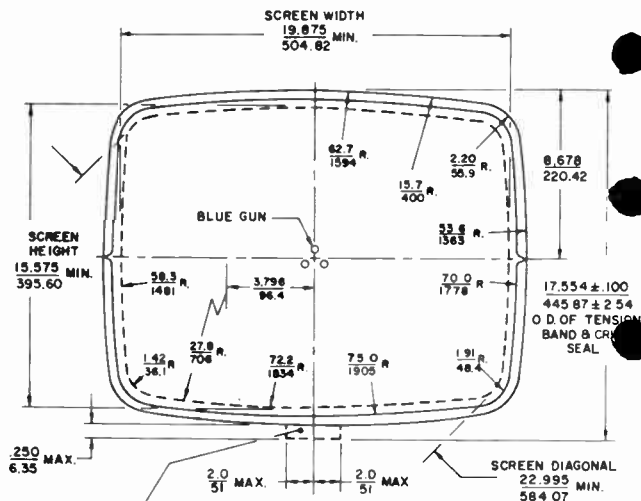 SCREEN WIDTH
19.875 MIN.
504.82
62.7 R.
1594
15.7 R.
400
2.20 R.
55.9
8.678
220.42
BLUE GUN
53.6 R.
1363
SCREEN
HEIGHT
15.575 MIN.
395.60
58.3 R.
1481
3.796
96.4
70.0 R
1778
17.554 ± .100
445.87 ± 2.54
O D. OF TENSION
BAND &
SEAL
27.8 R.
706
1.42 R
36.1
72.2 R
1834
75.0 R
1905
1.91 R.
48.4
.250 MAX.
6.35
2.0
51
2.0 MAX
51
SCREEN DIAGONAL
22.995 MIN.
584 07